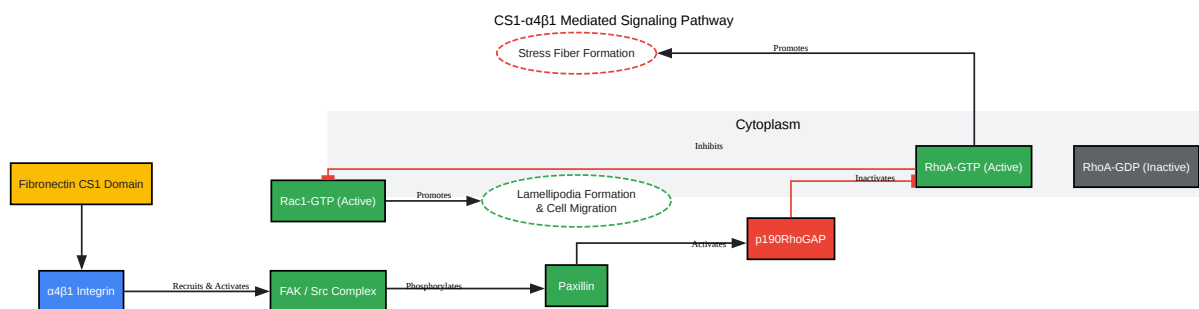 CS1-α4β1 Mediated Signaling Pathway
Stress Fiber Formation
Promotes
Cytoplasm
Inhibits
Fibronectin CS1 Domain
RhoA-GTP (Active)
RhoA-GDP (Inactive)
Inactivates
Rac1-GTP (Active)
Promotes
Lamellipodia Formation
& Cell Migration
p190RhoGAP
Activates
α4β1 Integrin
Recruits & Activates
FAK / Src Complex
Phosphorylates
Paxillin